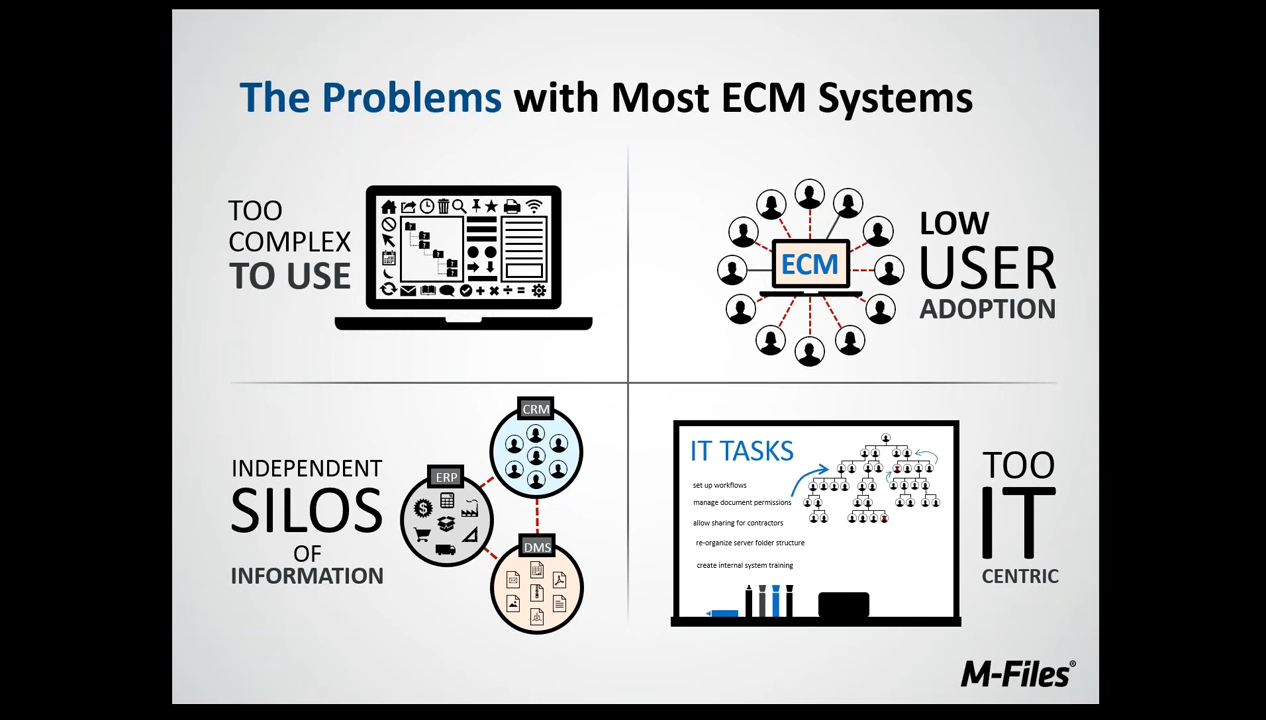 The Problems with Most ECM Systems
TOO
COMPLEX
TO USE
ECM
LOW
USER
ADOPTION
INDEPENDENT
SILOS
OF
INFORMATION
CRM
ERP
DMS
IT TASKS
set up workflows
manage document permissions
allow sharing for contractors
re-organize server folder structure
create internal system training
TOO
IT
CENTRIC
M-Files®